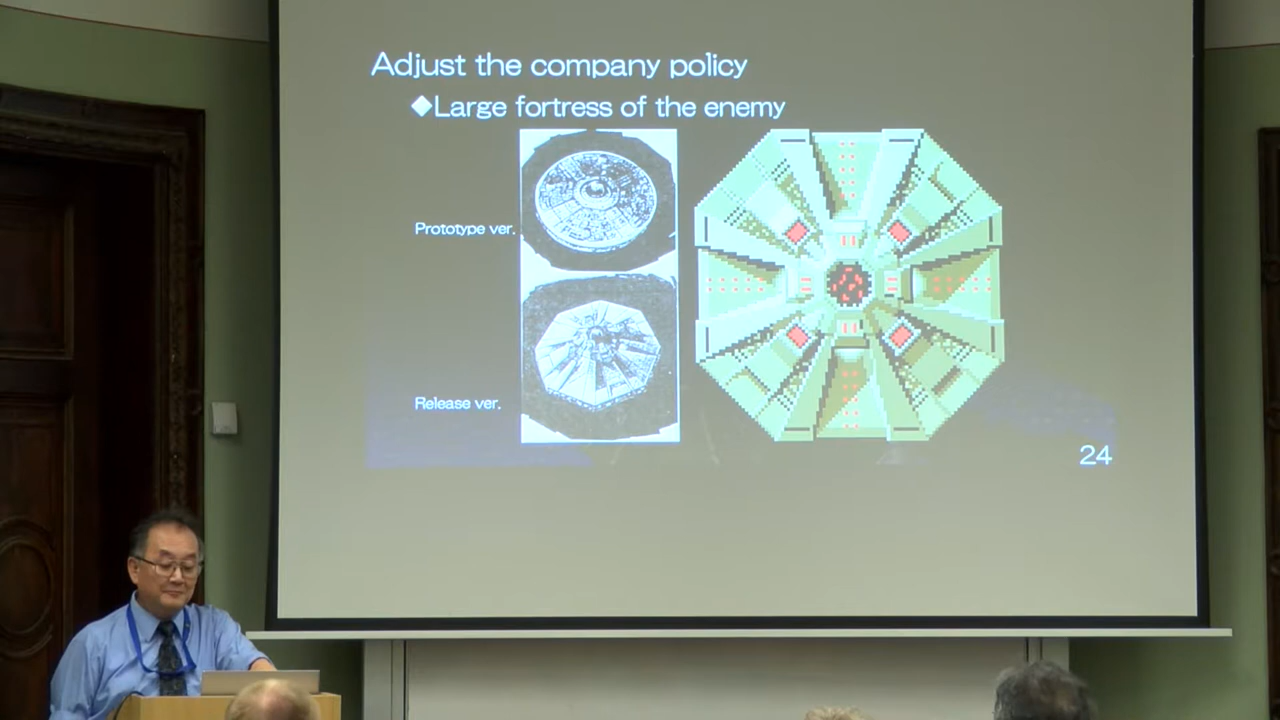 Adjust the company policy
◆Large fortress of the enemy
Prototype ver.
Release ver.
24